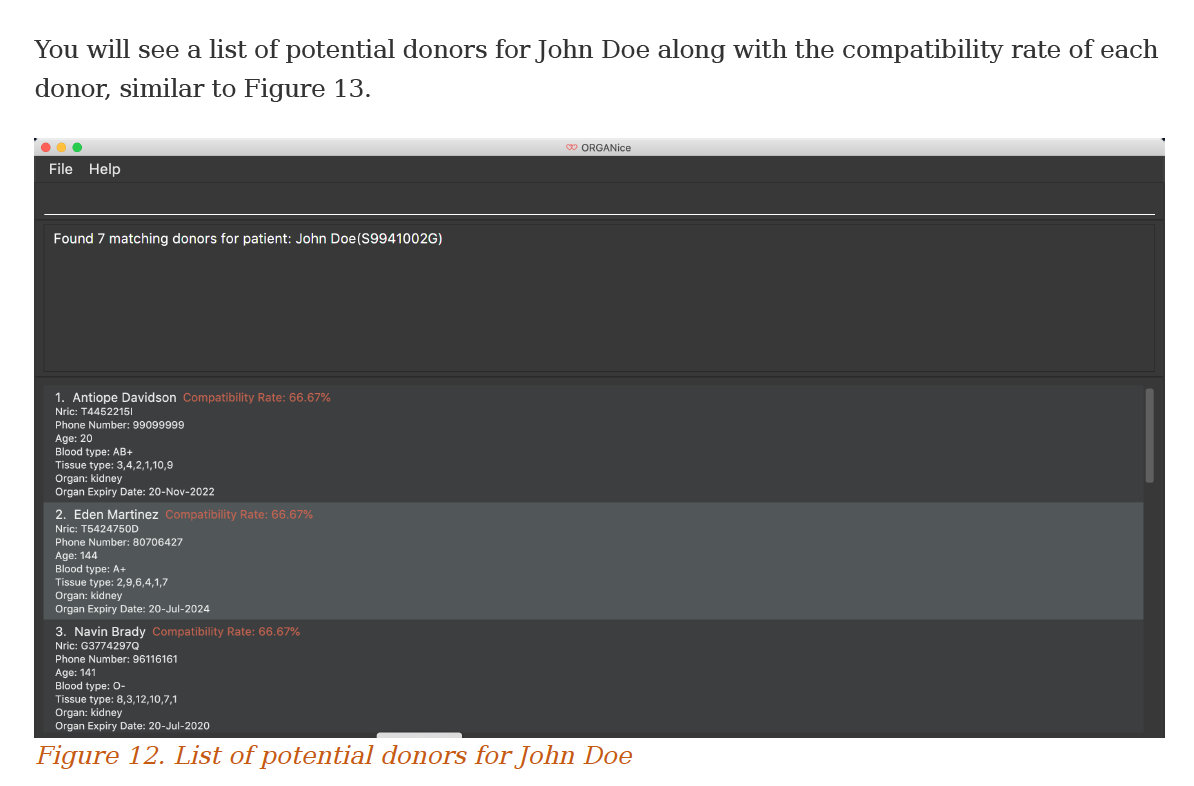 You will see a list of potential donors for John Doe along with the compatibility rate of each
donor, similar to Figure 13.
ORGANice
File Help
Found 7 matching donors for patient: John Doe(S9941002G)
1. Antiope Davidson Compatibility Rate: 66.67%
Nric: T4452215I
Phone Number: 99099999
Age: 20
Blood type: AB+
Tissue type: 3,4,2,1,10,9
Organ: kidney
Organ Expiry Date: 20-Nov-2022
2. Eden Martinez Compatibility Rate: 66.67%
Nric: T5424750D
Phone Number: 80706427
Age: 144
Blood type: A+
Tissue type: 2,9,6,4,1,7
Organ: kidney
Organ Expiry Date: 20-Jul-2024
3. Navin Brady Compatibility Rate: 66.67%
Nric: G3774297Q
Phone Number: 96116161
Age: 141
Blood type: O-
Tissue type: 8,3,12,10,7,1
Organ: kidney
Organ Expiry Date: 20-Jul-2020
Figure 12. List of potential donors for John Doe